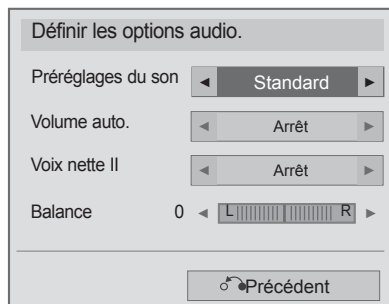 Définir les options audio.
Préréglages du son ◄ Standard ►
Volume auto. ◄ Arrêt ►
Voix nette II ◄ Arrêt ►
Balance 0 ◄ L R ►
Précédent